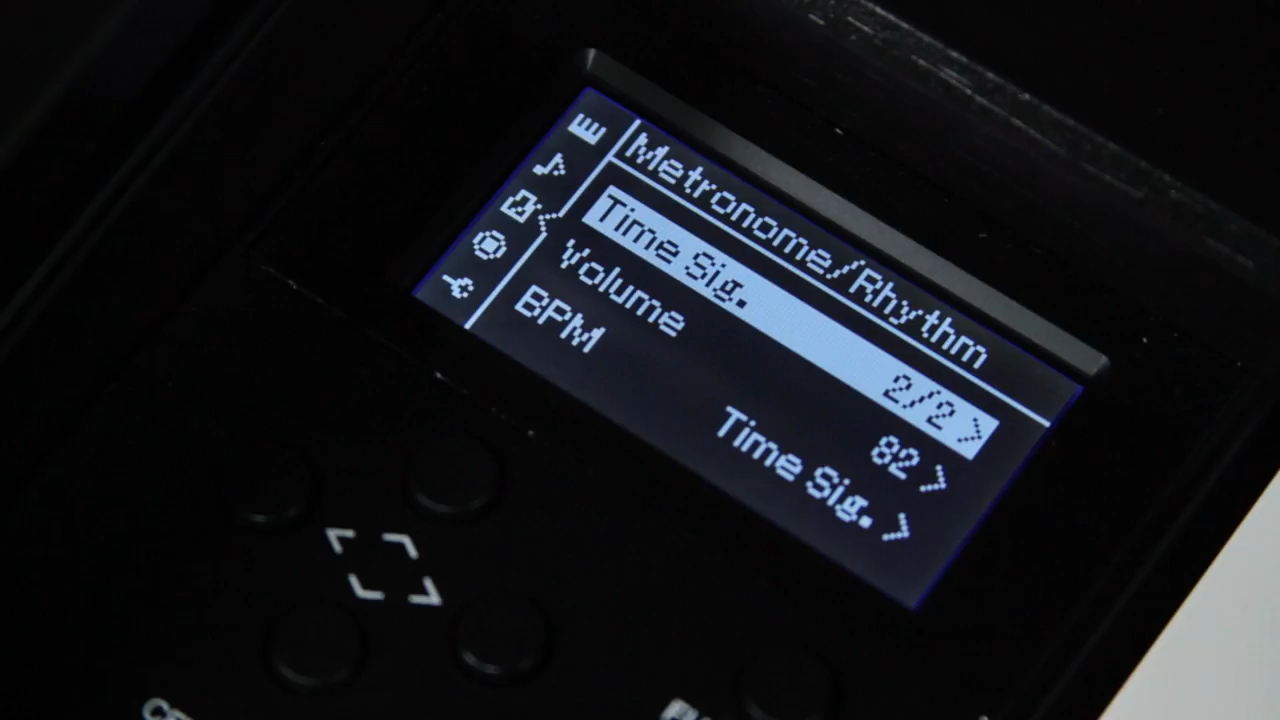 Metronome/Rhythm
Time Sig. 2/2 >
Volume 82 >
BPM Time Sig. >